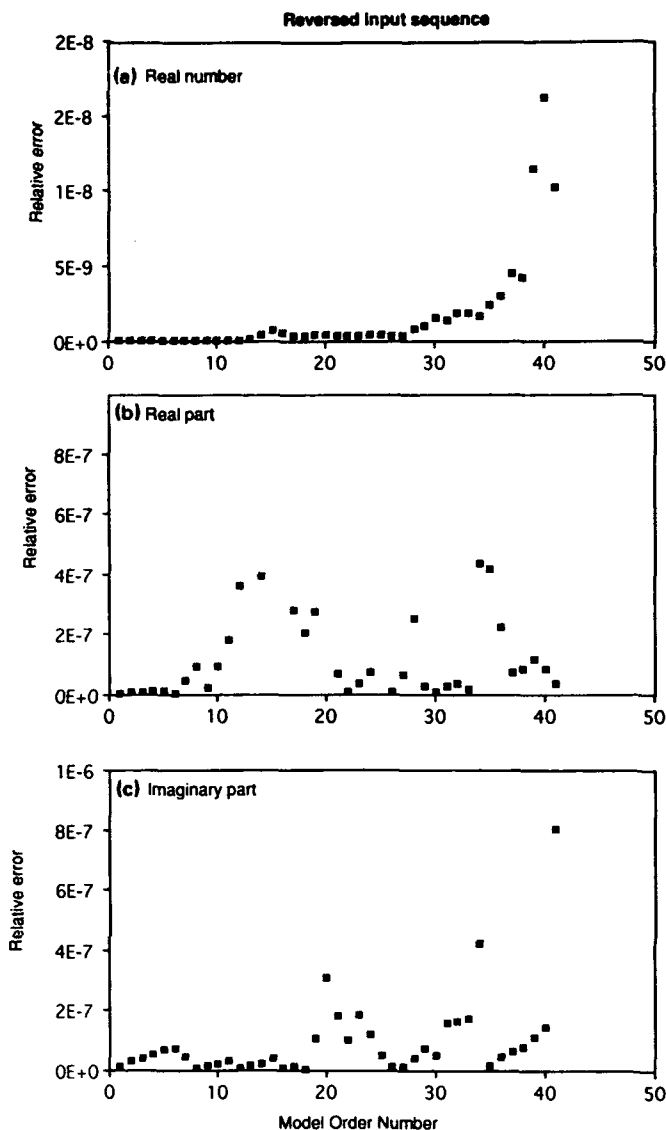 Reversed input sequence
2E-8
(a) Real number
2E-8
1E-8
5E-9
0E+0
Relative error
0 10 20 30 40 50
(b) Real part
8E-7
6E-7
4E-7
2E-7
0E+0
Relative error
0 10 20 30 40 50
1E-6
(c) Imaginary part
8E-7
6E-7
4E-7
2E-7
0E+0
Relative error
0 10 20 30 40 50
Model Order Number